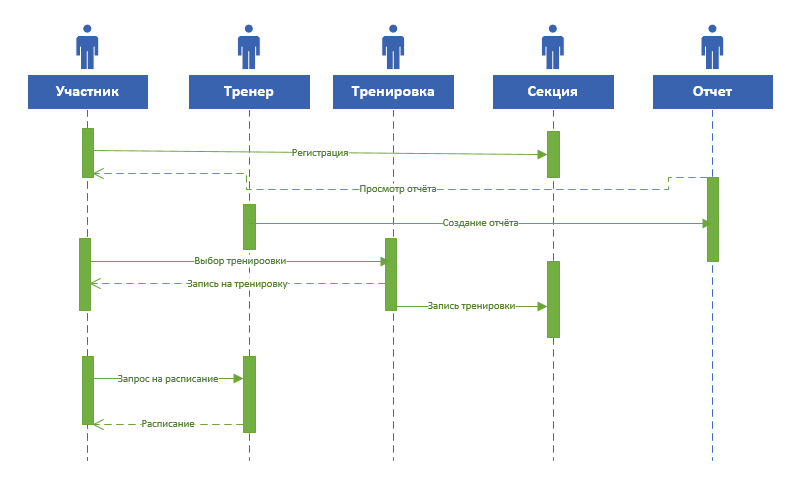 Участник
Тренер
Тренировка
Секция
Отчет
Регистрация
Просмотр отчёта
Создание отчёта
Выбор тренироовки
Запись на тренировку
Запись тренировки
Запрос на расписание
Расписание